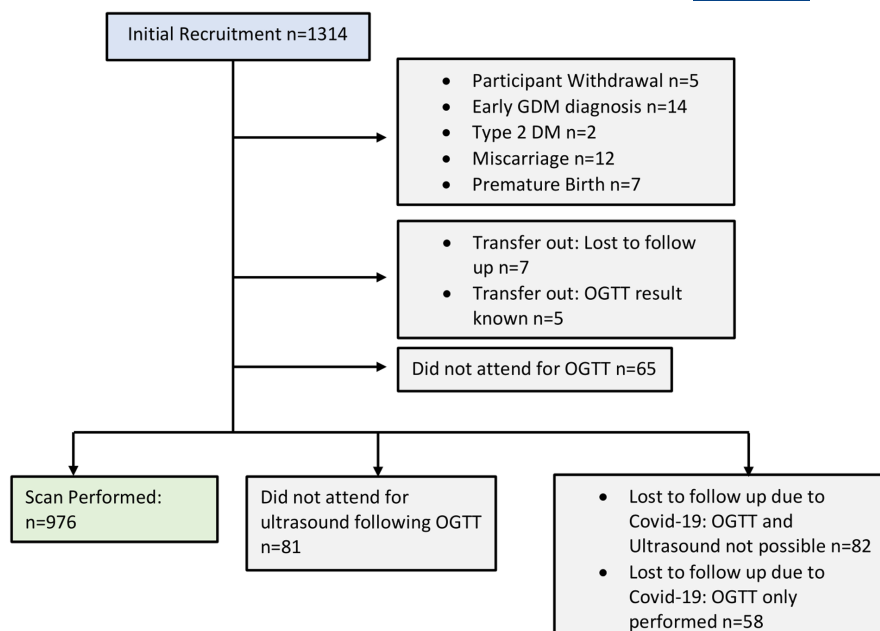 Initial Recruitment n=1314
• Participant Withdrawal n=5
• Early GDM diagnosis n=14
• Type 2 DM n=2
• Miscarriage n=12
• Premature Birth n=7
• Transfer out: Lost to follow
up n=7
• Transfer out: OGTT result
known n=5
Did not attend for OGTT n=65
Scan Performed:
n=976
Did not attend for
ultrasound following OGTT
n=81
• Lost to follow up due to
Covid-19: OGTT and
Ultrasound not possible n=82
• Lost to follow up due to
Covid-19: OGTT only
performed n=58